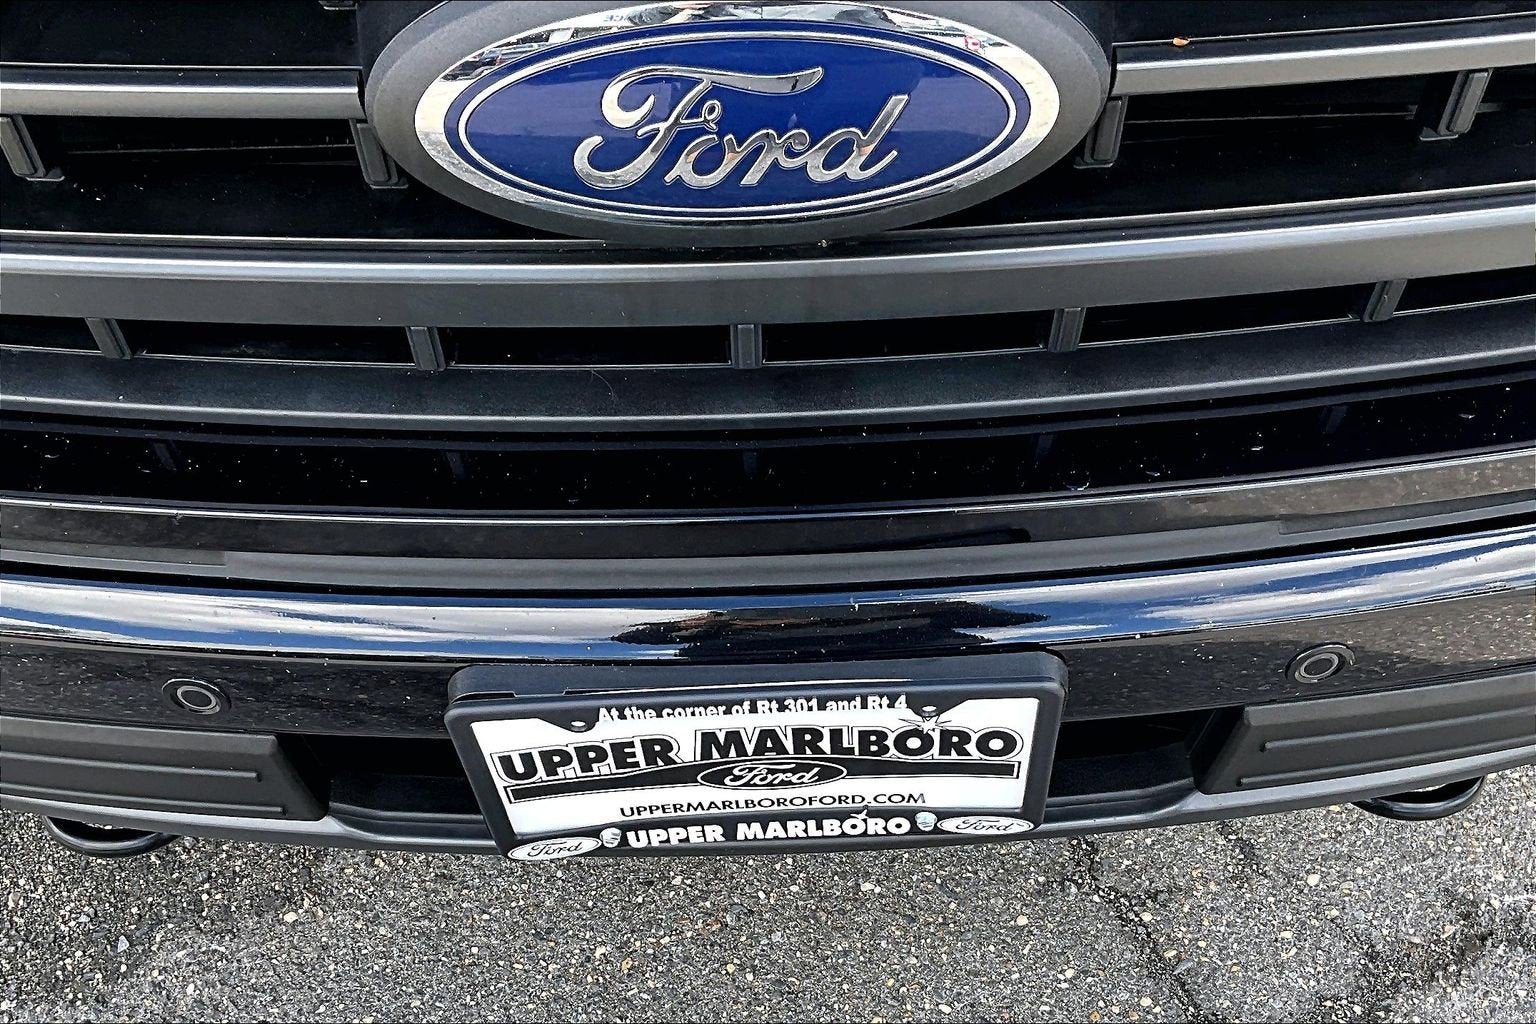 Ford
At the corner of Rt 301 and Rt 4
UPPER MARLBORO
Ford
UPPERMARLBOROFORD.COM
Ford UPPER MARLBORO Ford